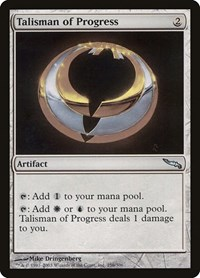 Talisman of Progress 2
Artifact
: Add 1 to your mana pool.
: Add or to your mana pool.
Talisman of Progress deals 1 damage
to you.
Mike Dringenberg